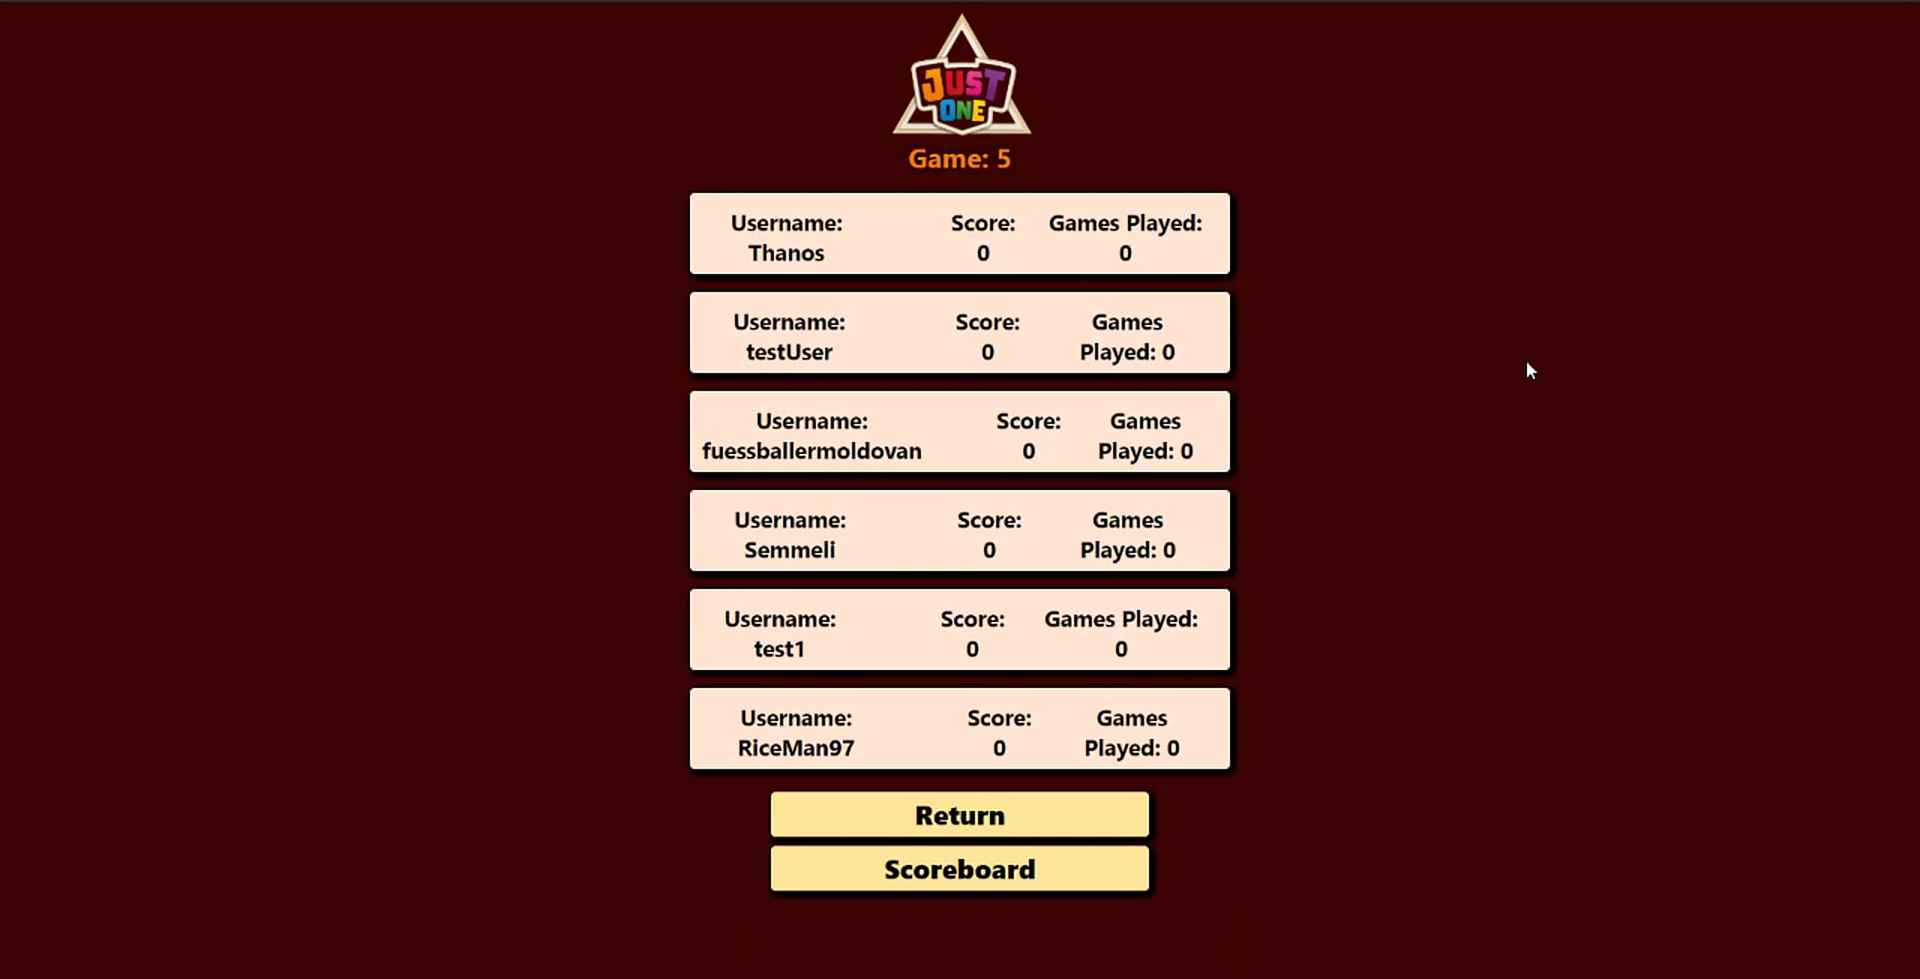 JUST
ONE
Game: 5
Username: Score: Games Played:
Thanos 0 0
Username: Score: Games
testUser 0 Played: 0
Username: Score: Games
fuessballermoldovan 0 Played: 0
Username: Score: Games
Semmeli 0 Played: 0
Username: Score: Games Played:
test1 0 0
Username: Score: Games
RiceMan97 0 Played: 0
Return
Scoreboard